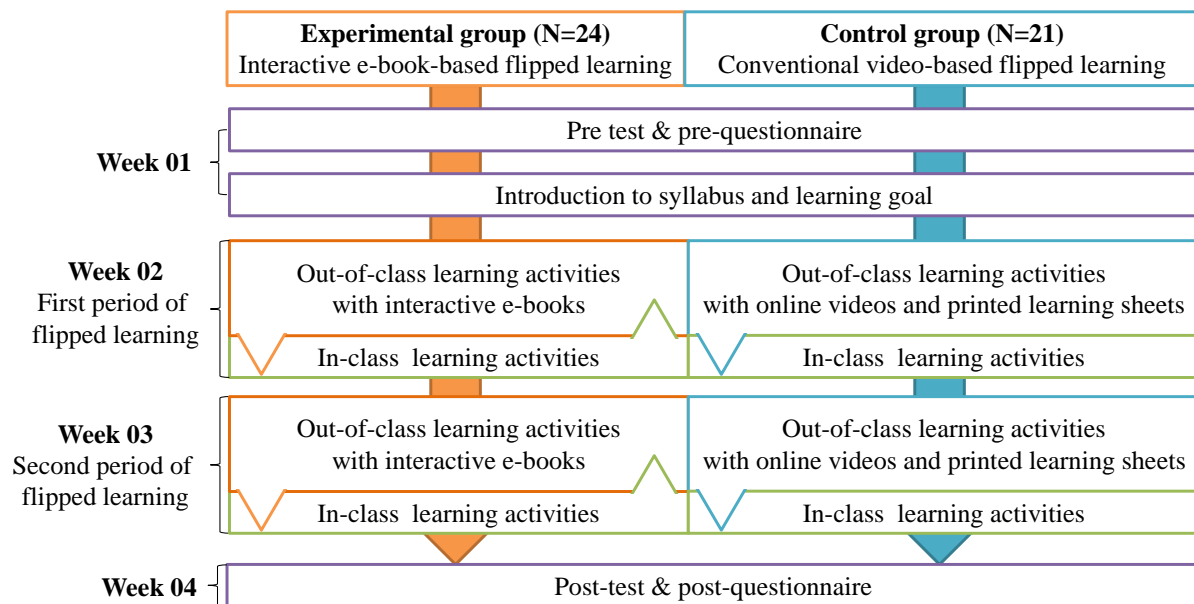 Experimental group (N=24)
Interactive e-book-based flipped learning
Control group (N=21)
Conventional video-based flipped learning
Week 01
Pre test & pre-questionnaire
Introduction to syllabus and learning goal
Week 02
First period of
flipped learning
Out-of-class learning activities
with interactive e-books
In-class learning activities
Out-of-class learning activities
with online videos and printed learning sheets
In-class learning activities
Week 03
Second period of
flipped learning
Out-of-class learning activities
with interactive e-books
In-class learning activities
Out-of-class learning activities
with online videos and printed learning sheets
In-class learning activities
Week 04
Post-test & post-questionnaire